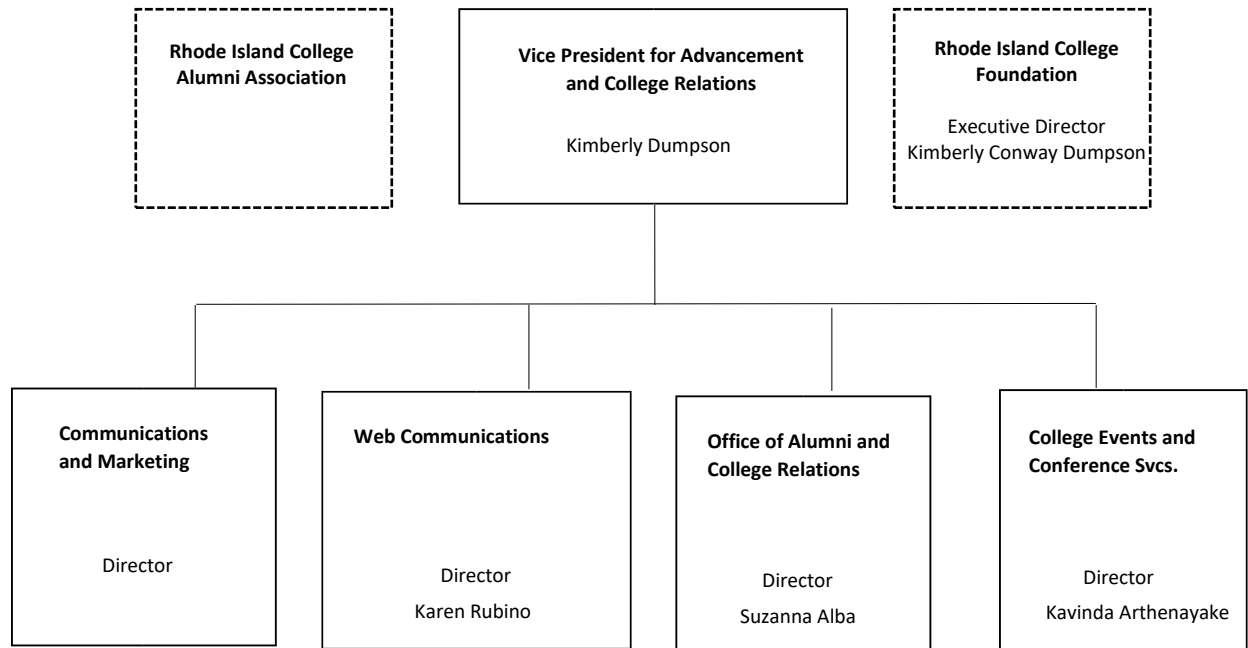 Rhode Island College
Alumni Association
Vice President for Advancement
and College Relations
Kimberly Dumpson
Rhode Island College
Foundation
Executive Director
Kimberly Conway Dumpson
Communications
and Marketing
Director
Web Communications
Director
Karen Rubino
Office of Alumni and
College Relations
Director
Suzanna Alba
College Events and
Conference Svcs.
Director
Kavinda Arthenayake